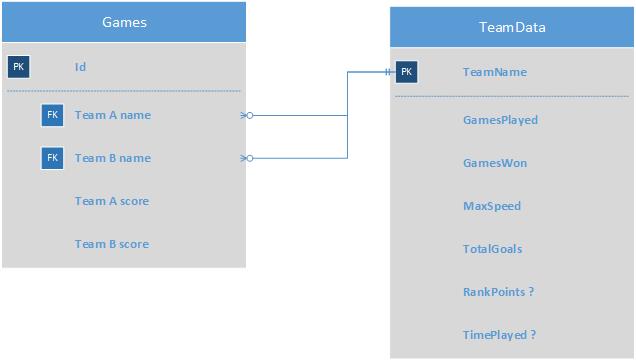 Games
PK Id
FK Team A name
FK Team B name
Team A score
Team B score
TeamData
PK TeamName
GamesPlayed
GamesWon
MaxSpeed
TotalGoals
RankPoints ?
TimePlayed ?